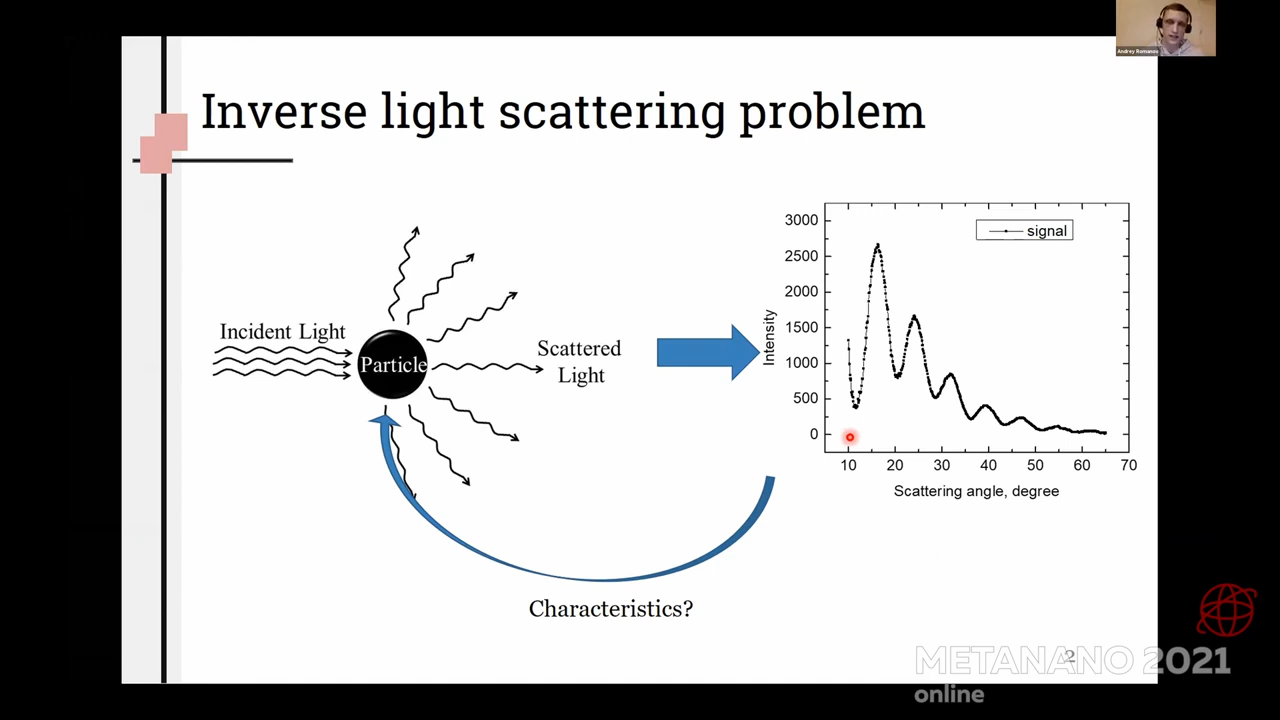 Andrey Romanov
Inverse light scattering problem
Incident Light
Particle
Scattered
Light
Intensity
3000
2500
2000
1500
1000
500
0
signal
10 20 30 40 50 60 70
Scattering angle, degree
Characteristics?
2
METANANO 2021
online